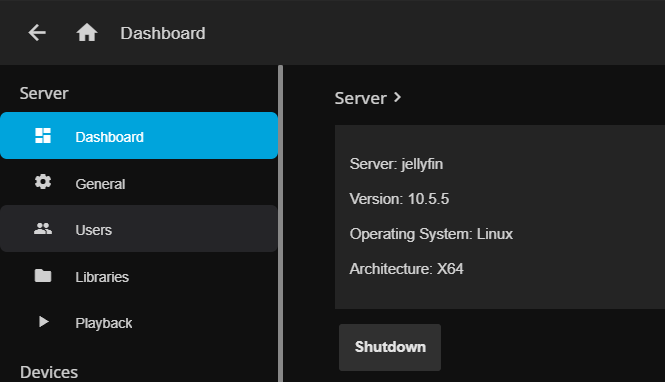 Dashboard
Server
Dashboard
General
Users
Libraries
Playback
Devices
Server
Server: jellyfin
Version: 10.5.5
Operating System: Linux
Architecture: X64
Shutdown